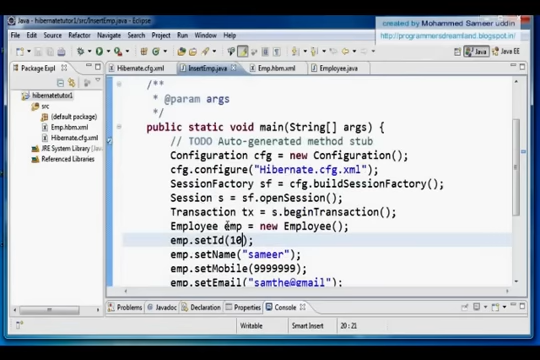 Java - hibernatetutor1/src/InsertEmp.java - Eclipse
created by Mohammed Sameer uddin
http://programmersdreamland.blogspot.in/
File Edit Source Refactor Navigate Search Project Run Window Help
Java Java EE
Package Expl
Hibernate.cfg.xml InsertEmp.java Emp.hbm.xml Employee.java
hibernatetutor1
src
(default package)
Emp.hbm.xml
Hibernate.cfg.xml
JRE System Library
Referenced Libraries
/**
* @param args
*/
public static void main(String[] args) {
// TODO Auto-generated method stub
Configuration cfg = new Configuration();
cfg.configure("Hibernate.cfg.xml");
SessionFactory sf = cfg.buildSessionFactory();
Session s = sf.openSession();
Transaction tx = s.beginTransaction();
Employee emp = new Employee();
emp.setId(10);
emp.setName("sameer");
emp.setMobile(9999999);
emp.setEmail("samthe@gmail");
Problems Javadoc Declaration Properties Console
Writable Smart Insert 20 : 21